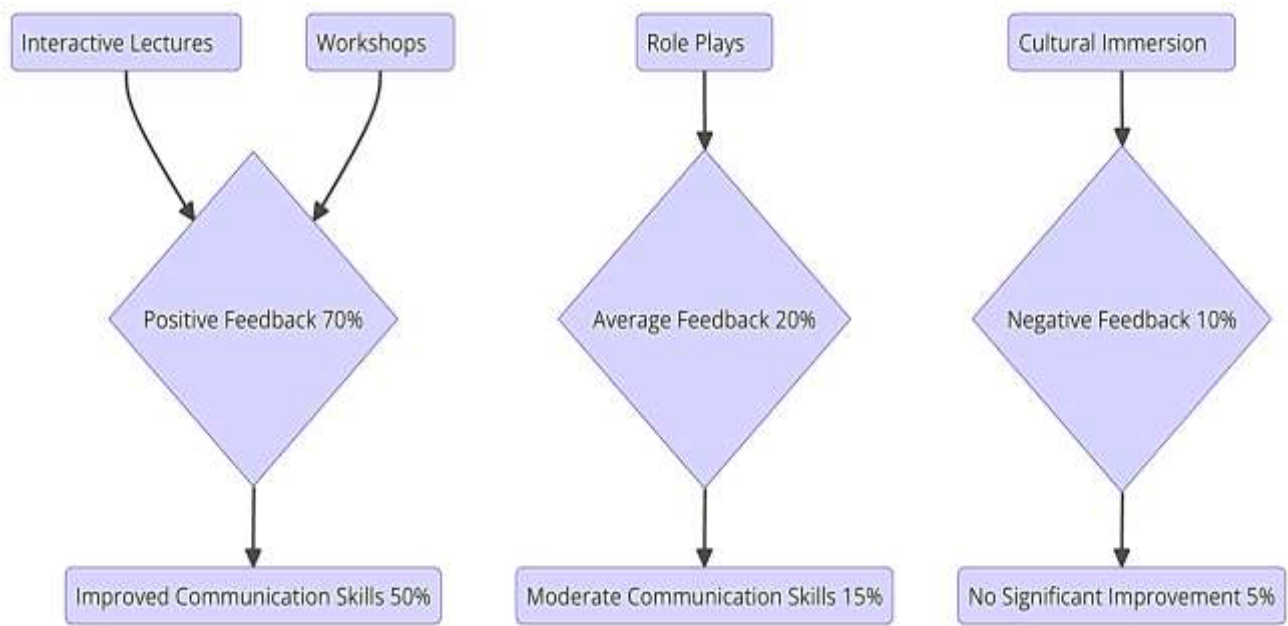 Interactive Lectures
Workshops
Role Plays
Cultural Immersion
Positive Feedback 70%
Average Feedback 20%
Negative Feedback 10%
Improved Communication Skills 50%
Moderate Communication Skills 15%
No Significant Improvement 5%